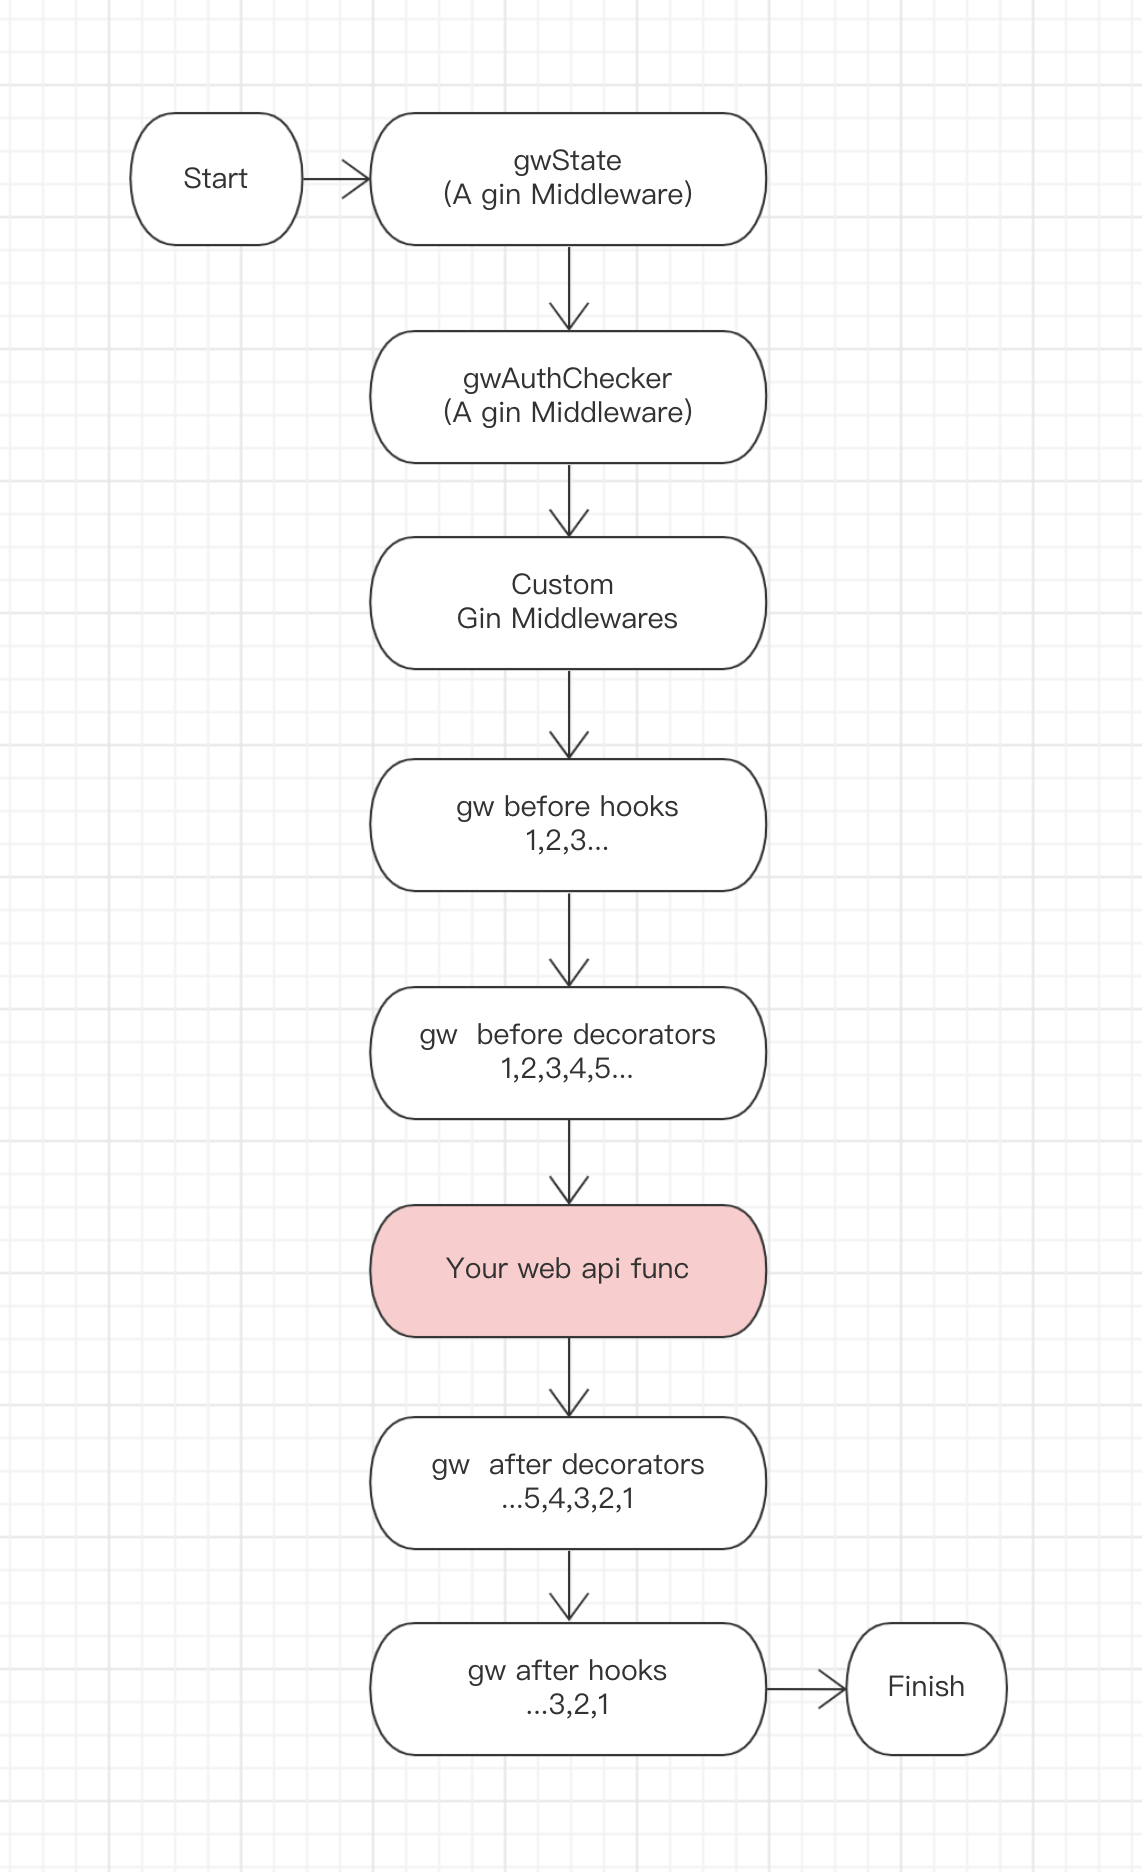 Start
gwState
(A gin Middleware)
gwAuthChecker
(A gin Middleware)
Custom
Gin Middlewares
gw before hooks
1,2,3...
gw  before decorators
1,2,3,4,5...
Your web api func
gw  after decorators
...5,4,3,2,1
gw after hooks
...3,2,1
Finish